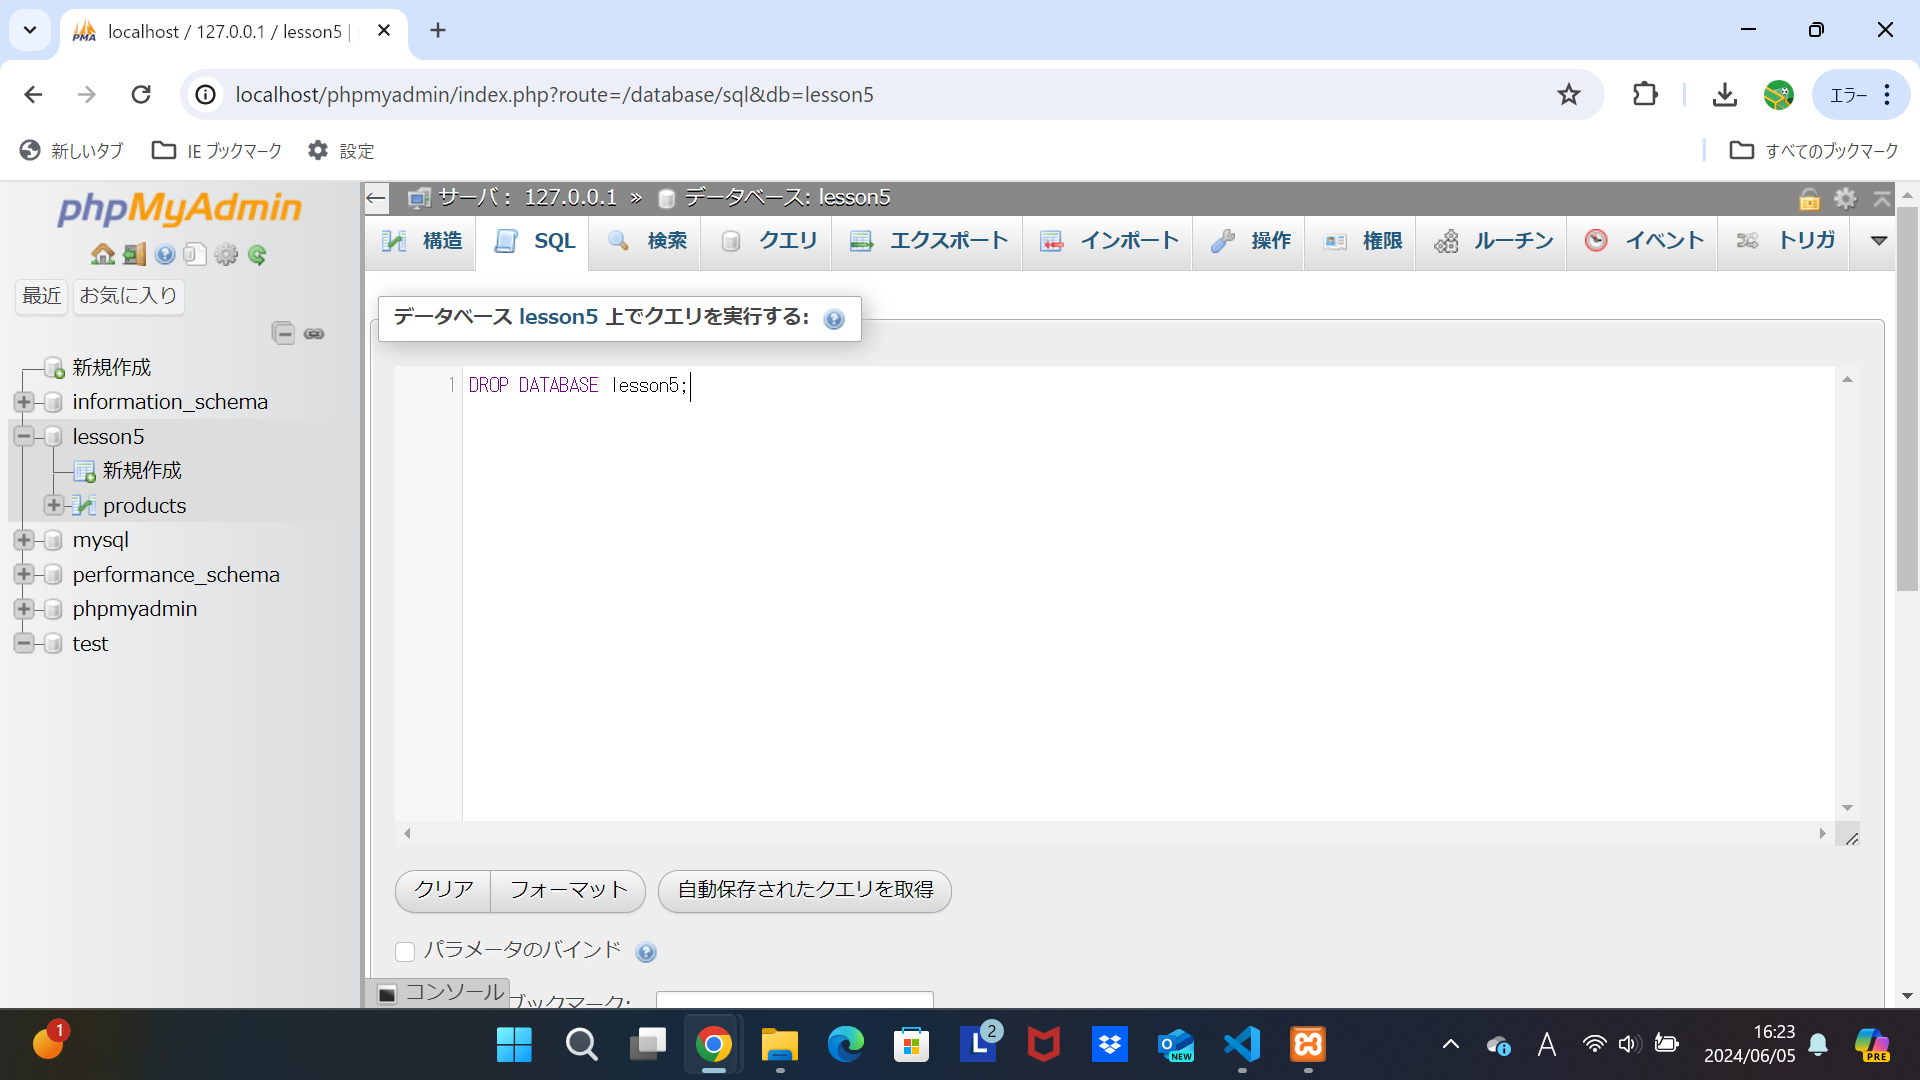 localhost / 127.0.0.1 / lesson5 |
localhost/phpmyadmin/index.php?route=/database/sql&db=lesson5
エラー
新しいタブ
IE ブックマーク
設定
すべてのブックマーク
phpMyAdmin
最近
お気に入り
新規作成
information_schema
lesson5
新規作成
products
mysql
performance_schema
phpmyadmin
test
サーバ: 127.0.0.1 » データベース: lesson5
構造
SQL
検索
クエリ
エクスポート
インポート
操作
権限
ルーチン
イベント
トリガ
データベース lesson5 上でクエリを実行する:
1
DROP DATABASE lesson5;
クリア
フォーマット
自動保存されたクエリを取得
パラメータのバインド
コンソール
ブックマーク:
1
L
2
NEW
A
16:23
2024/06/05
PRE